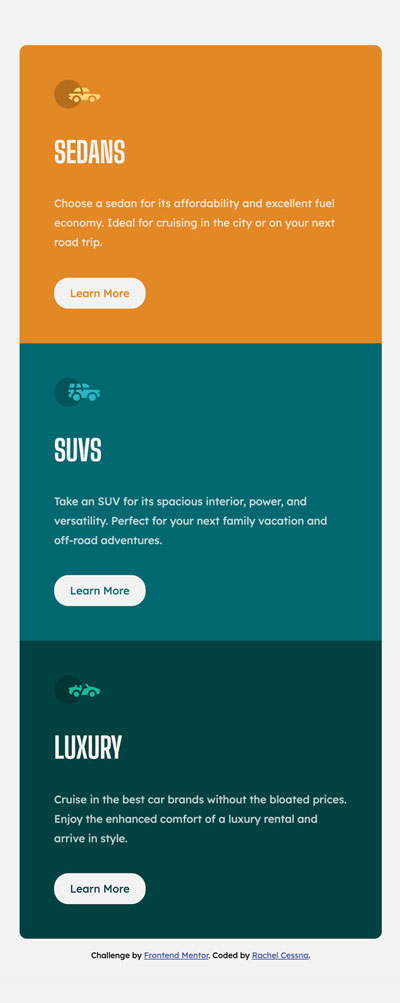 SEDANS
Choose a sedan for its affordability and excellent fuel
economy. Ideal for cruising in the city or on your next
road trip.
Learn More
SUVS
Take an SUV for its spacious interior, power, and
versatility. Perfect for your next family vacation and
off-road adventures.
Learn More
LUXURY
Cruise in the best car brands without the bloated prices.
Enjoy the enhanced comfort of a luxury rental and
arrive in style.
Learn More
Challenge by Frontend Mentor. Coded by Rachel Cessna.